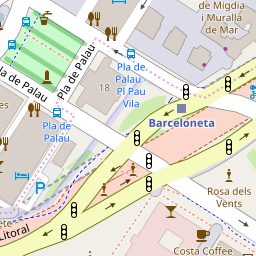 de Migdia
i Muralla
de Mar
Pla de Palau
Pla de
Palau
Pl Pau
Vila
18
la de Palau
Barceloneta
Pla de
Palau
P
Rosa dels
Vents
Litoral
Costa Coffee